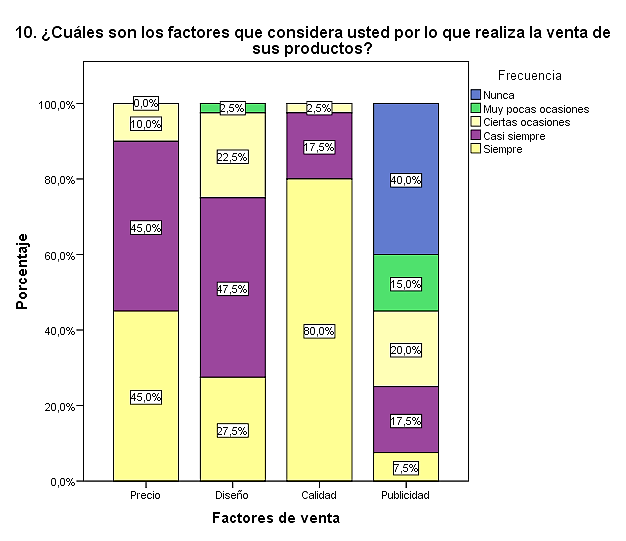 10. ¿Cuáles son los factores que considera usted por lo que realiza la venta de
sus productos?
Frecuencia
Nunca
Muy pocas ocasiones
Ciertas ocasiones
Casi siempre
Siempre
Porcentaje
100,0%
80,0%
60,0%
40,0%
20,0%
0,0%
0,0%
10,0%
45,0%
45,0%
2,5%
22,5%
47,5%
27,5%
2,5%
17,5%
80,0%
40,0%
15,0%
20,0%
17,5%
7,5%
Precio
Diseño
Calidad
Publicidad
Factores de venta